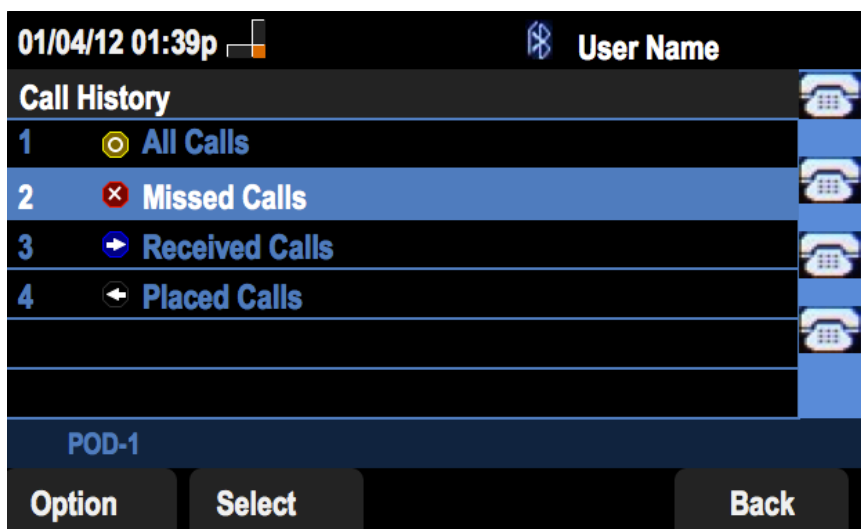 01/04/12 01:39p User Name
Call History
1 All Calls
2 Missed Calls
3 Received Calls
4 Placed Calls
POD-1
Option Select Back